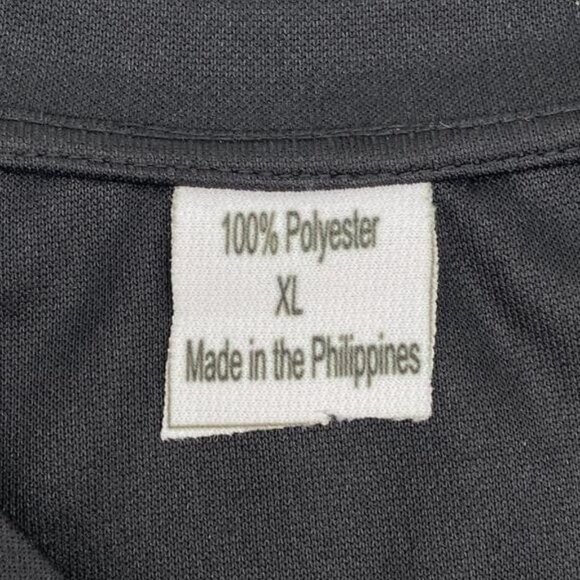 100% Polyester
XL
Made in the Philippines